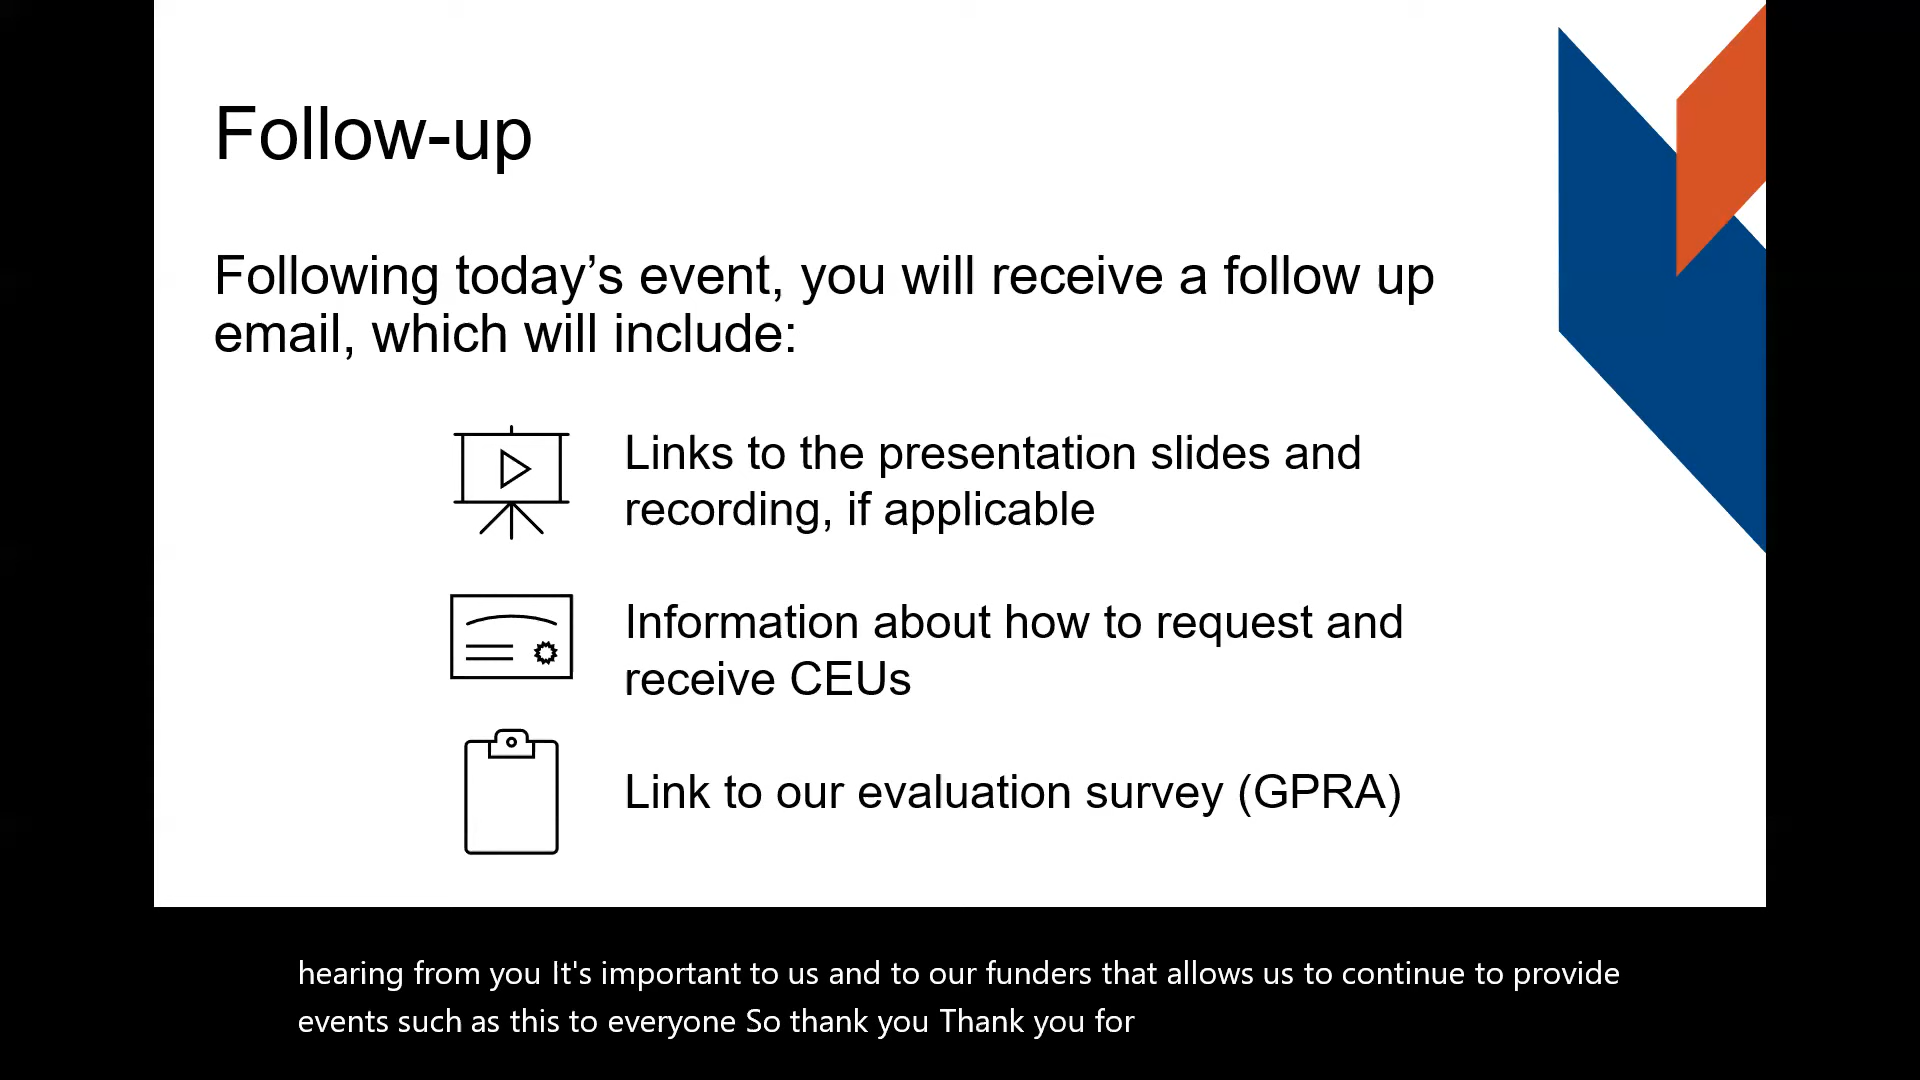 Follow-up
Following today’s event, you will receive a follow up
email, which will include:
Links to the presentation slides and
recording, if applicable
Information about how to request and
receive CEUs
Link to our evaluation survey (GPRA)
hearing from you It's important to us and to our funders that allows us to continue to provide
events such as this to everyone So thank you Thank you for